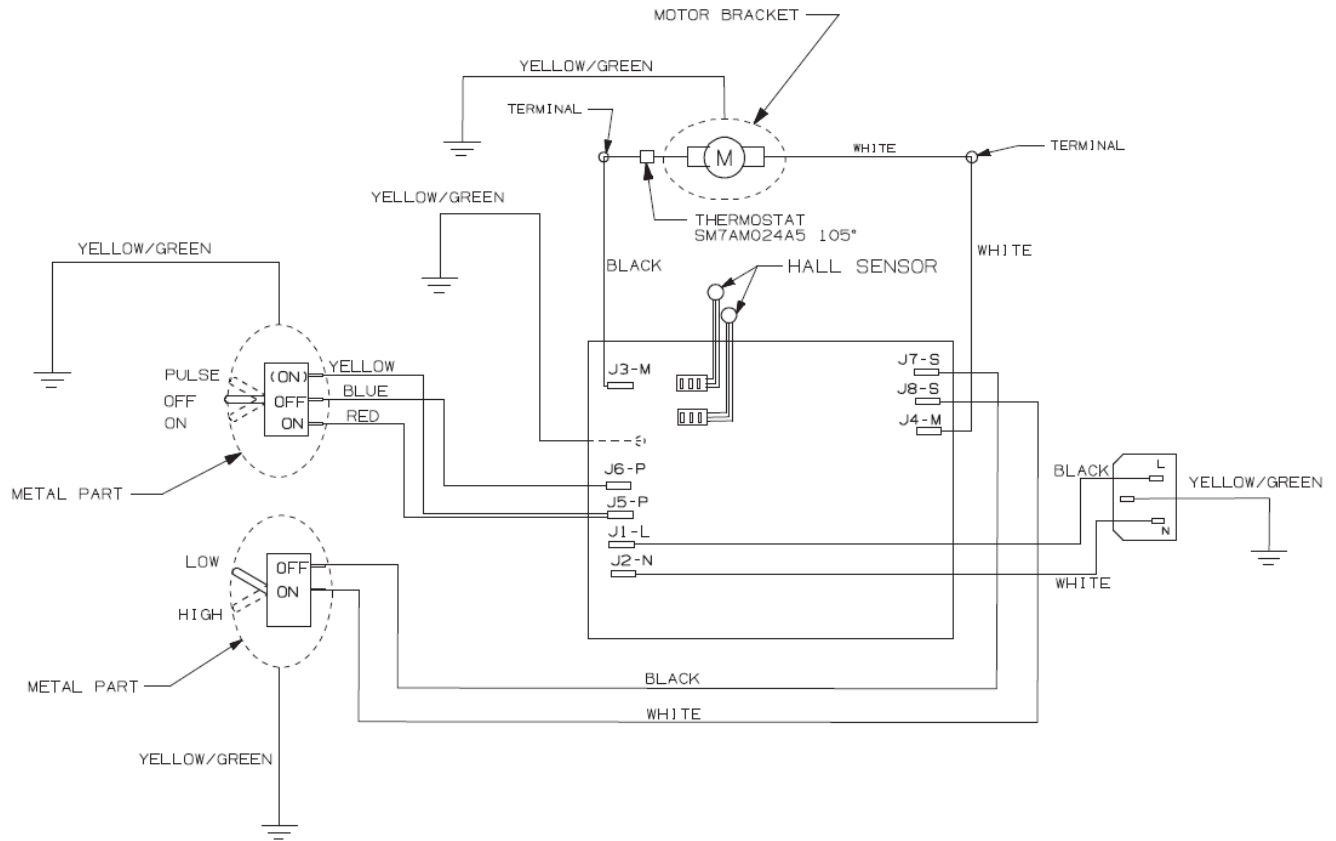 MOTOR BRACKET
YELLOW/GREEN
TERMINAL
M
WHITE
TERMINAL
YELLOW/GREEN
THERMOSTAT
SM7AM024A5 105°
YELLOW/GREEN
BLACK
HALL SENSOR
WHITE
PULSE
OFF
ON
(ON)
OFF
ON
YELLOW
BLUE
RED
J3-M
J7-S
J8-S
J4-M
METAL PART
J6-P
J5-P
J1-L
J2-N
BLACK
L
N
YELLOW/GREEN
WHITE
LOW
HIGH
OFF
ON
METAL PART
BLACK
WHITE
YELLOW/GREEN